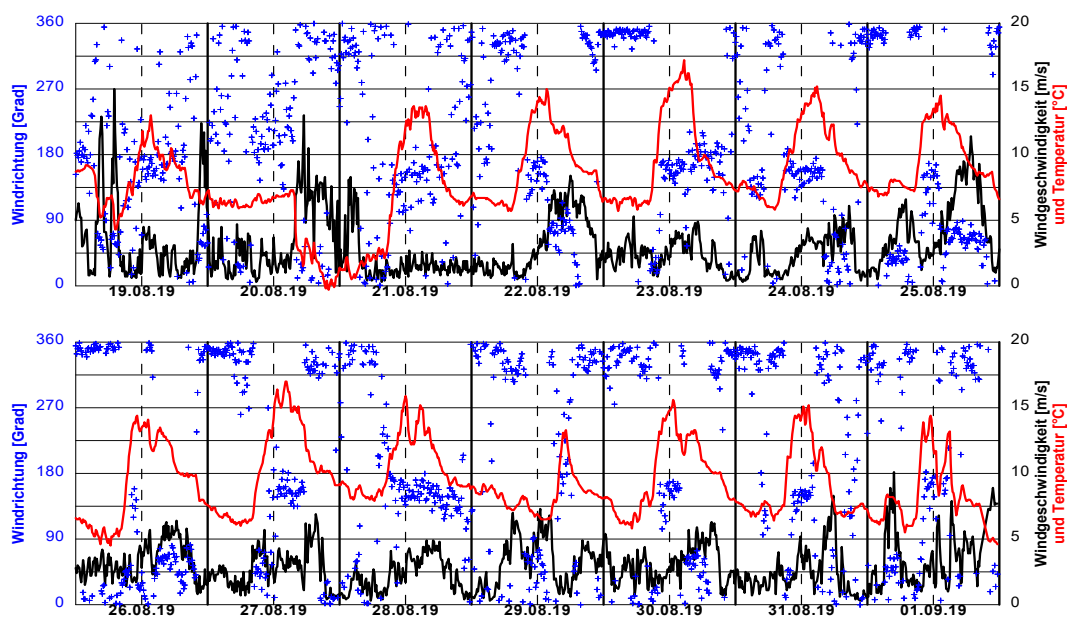 360
270
180
90
0
Windrichtung [Grad]
20
15
10
5
0
Windgeschwindigkeit [m/s]
und Temperatur [°C]
19.08.19 20.08.19 21.08.19 22.08.19 23.08.19 24.08.19 25.08.19
360
270
180
90
0
Windrichtung [Grad]
20
15
10
5
0
Windgeschwindigkeit [m/s]
und Temperatur [°C]
26.08.19 27.08.19 28.08.19 29.08.19 30.08.19 31.08.19 01.09.19